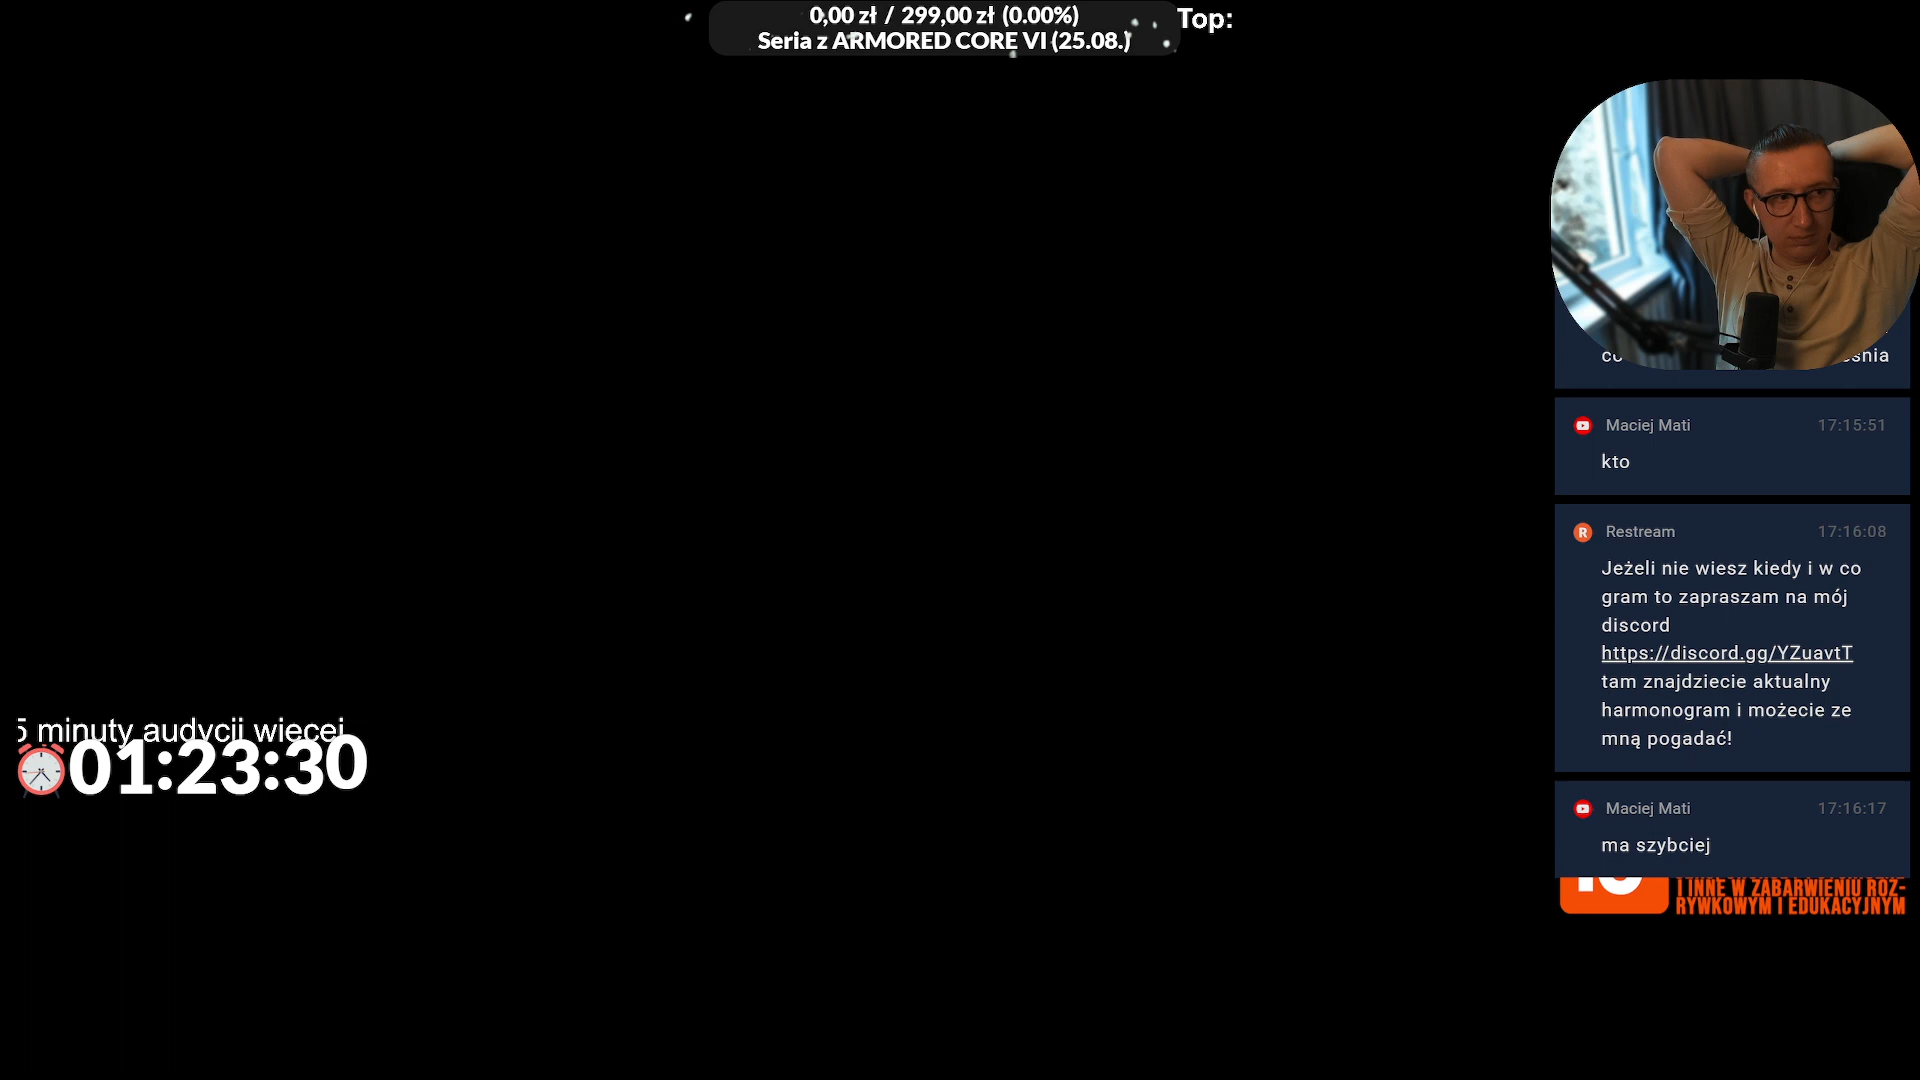 0,00 zł / 299,00 zł (0.00%)
Seria z ARMORED CORE VI (25.08.)
Top:
Maciej Mati 17:15:51
kto
Restream 17:16:08
Jeżeli nie wiesz kiedy i w co
gram to zapraszam na mój
discord
https://discord.gg/YZuavtT
tam znajdziecie aktualny
harmonogram i możecie ze
mną pogadać!
Maciej Mati 17:16:17
ma szybciej
I INNE W ZABARWIENIU ROZ-
RYWKOWYM I EDUKACYJNYM
5 minuty audycji więcej
01:23:30